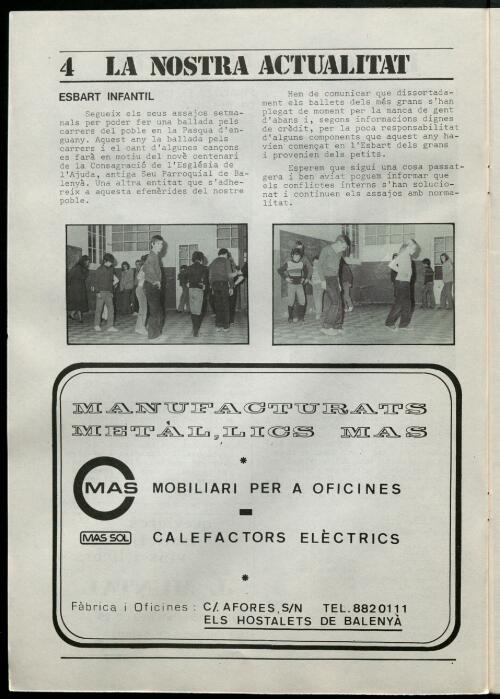 4 LA NOSTRA ACTUALITAT
ESBART INFANTIL
Segueix els seus assajos setma-
nals per poder fer una ballada pels
carrers del poble en la Pasqua d'en-
guany. Aquest any la ballada pels
carrers i el cant d'algunes cançons
es farà en motiu del novè centenari
de la Consagració de l'Església de
l'Ajuda, antiga Seu Parroquial de Ba-
lenyà. Una altra entitat que s'adhe-
reix a aquesta efemèrides del nostre
poble.
Hem de comunicar que dissortada-
ment els ballets dels més grans s'han
plegat de moment per la manca de gent
d'abans i, segons informacions dignes
de crèdit, per la poca responsabilitat
d'alguns components que aquest any ha-
vien començat en l'Esbart dels grans
i provenien dels petits.
Esperem que sigui una cosa passat-
gera i ben aviat poguem informar que
els conflictes interns s'han solucio-
nat i continuen els assajos amb norma-
litat.
MANUFACTURATS
METÀL,LICS MAS
MAS MOBILIARI PER A OFICINES
MAS SOL CALEFACTORS ELÈCTRICS
Fàbrica i Oficines : C/. AFORES, S/N TEL. 8820111
ELS HOSTALETS DE BALENYÀ